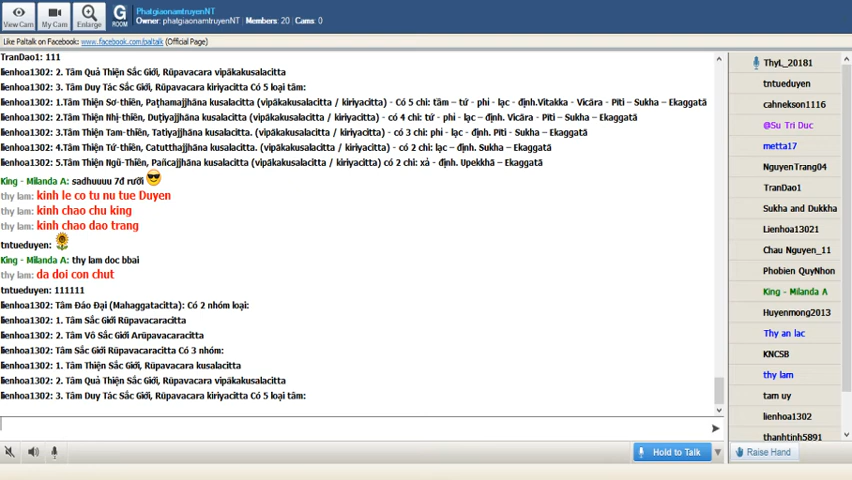 PhatgiaonamtruyenNT
Owner: phatgiaonamtruyenNT | Members: 20 | Cams: 0
View Cam
My Cam
Enlarge
G
ROOM
Like Paltalk on Facebook: www.facebook.com/paltalk (Official Page)
TranDao1: 111
lienhoa1302: 2. Tâm Quả Thiện Sắc Giới, Rūpavacara vipākakusalacitta
lienhoa1302: 3. Tâm Duy Tác Sắc Giới, Rūpavacara kiriyacitta Có 5 loại tâm:
lienhoa1302: 1.Tâm Thiện Sơ-thiền, Paṭhamajjhāna kusalacitta (vipākakusalacitta / kiriyacitta) - Có 5 chi: tầm – tứ - phi - lạc - định.Vitakka - Vicāra - Pīti – Sukha – Ekaggatā
lienhoa1302: 2.Tâm Thiện Nhị-thiền, Duṭiyajjhāna kusalacitta (vipākakusalacitta / kiriyacitta) - có 4 chi: tứ - phi - lạc – định. Vicāra - Pīti – Sukha – Ekaggatā
lienhoa1302: 3.Tâm Thiện Tam-thiền, Tatiyajjhāna kusalacitta. (vipākakusalacitta / kiriyacitta) - có 3 chi: phi - lạc - định. Pīti - Sukha – Ekaggatā
lienhoa1302: 4.Tâm Thiện Tứ-thiền, Catutthajjhāna kusalacitta. (vipākakusalacitta / kiriyacitta) - có 2 chi: lạc – định. Sukha – Ekaggatā
lienhoa1302: 5.Tâm Thiện Ngũ-Thiền, Pañcajjhāna kusalacitta (vipākakusalacitta / kiriyacitta) có 2 chi: xả - định. Upekkhā – Ekaggatā
King - Milanda A: sadhuuuu 7đ rưỡi
thy lam: kinh le co tu nu tue Duyen
thy lam: kinh chao chu king
thy lam: kinh chao dao trang
tntueduyen:
King - Milanda A: thy lam doc bbai
thy lam: da doi con chut
tntueduyen: 111111
lienhoa1302: Tâm Đáo Đại (Mahaggatacitta): Có 2 nhóm loại:
lienhoa1302: 1. Tâm Sắc Giới Rūpavacaracitta
lienhoa1302: 2. Tâm Vô Sắc Giới Arūpavacaracitta
lienhoa1302: Tâm Sắc Giới Rūpavacaracitta Có 3 nhóm:
lienhoa1302: 1. Tâm Thiện Sắc Giới, Rūpavacara kusalacitta
lienhoa1302: 2. Tâm Quả Thiện Sắc Giới, Rūpavacara vipākakusalacitta
lienhoa1302: 3. Tâm Duy Tác Sắc Giới, Rūpavacara kiriyacitta Có 5 loại tâm:
Hold to Talk
ThyL_20181
tntueduyen
cahnekson1116
@Su Tri Duc
metta17
NguyenTrang04
TranDao1
Sukha and Dukkha
Lienhoa13021
Chau Nguyen_11
Phobien QuyNhon
King - Milanda A
Huyenmong2013
Thy an lac
KNCSB
thy lam
tam uy
lienhoa1302
thanhtinh5891
Raise Hand